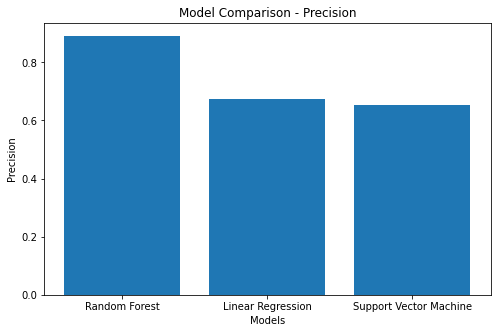 Model Comparison - Precision
Precision
0.8
0.6
0.4
0.2
0.0
Random Forest
Linear Regression
Support Vector Machine
Models